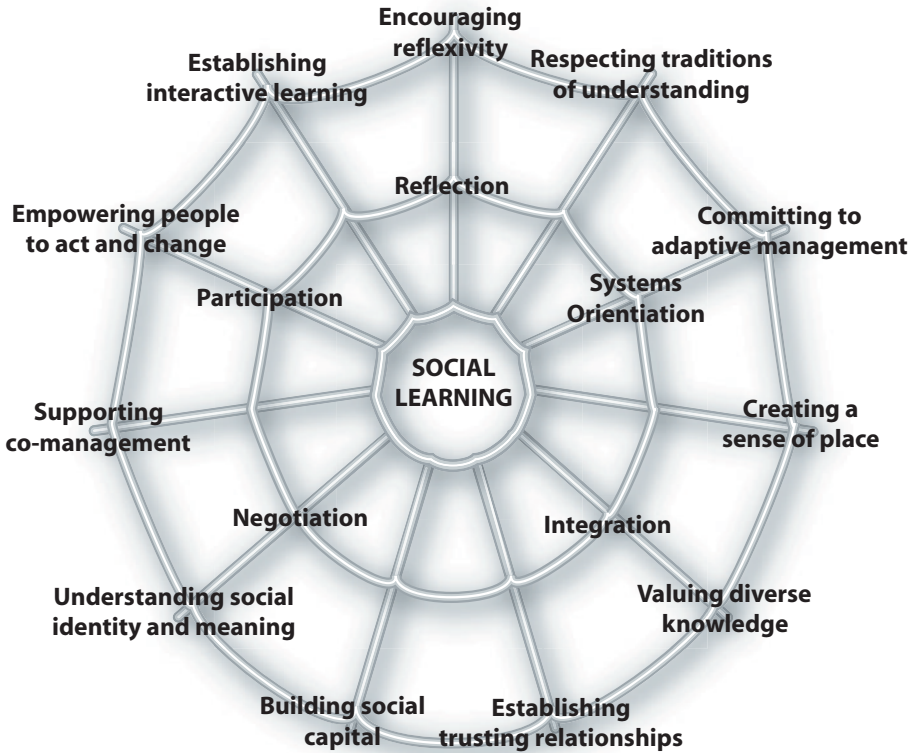 Encouraging
reflexivity
Establishing
interactive learning
Respecting traditions
of understanding
Reflection
Empowering people
to act and change
Committing to
adaptive management
Participation
Systems
Orientiation
SOCIAL
LEARNING
Supporting
co-management
Creating a
sense of place
Negotiation
Integration
Understanding social
identity and meaning
Valuing diverse
knowledge
Building social
capital
Establishing
trusting relationships